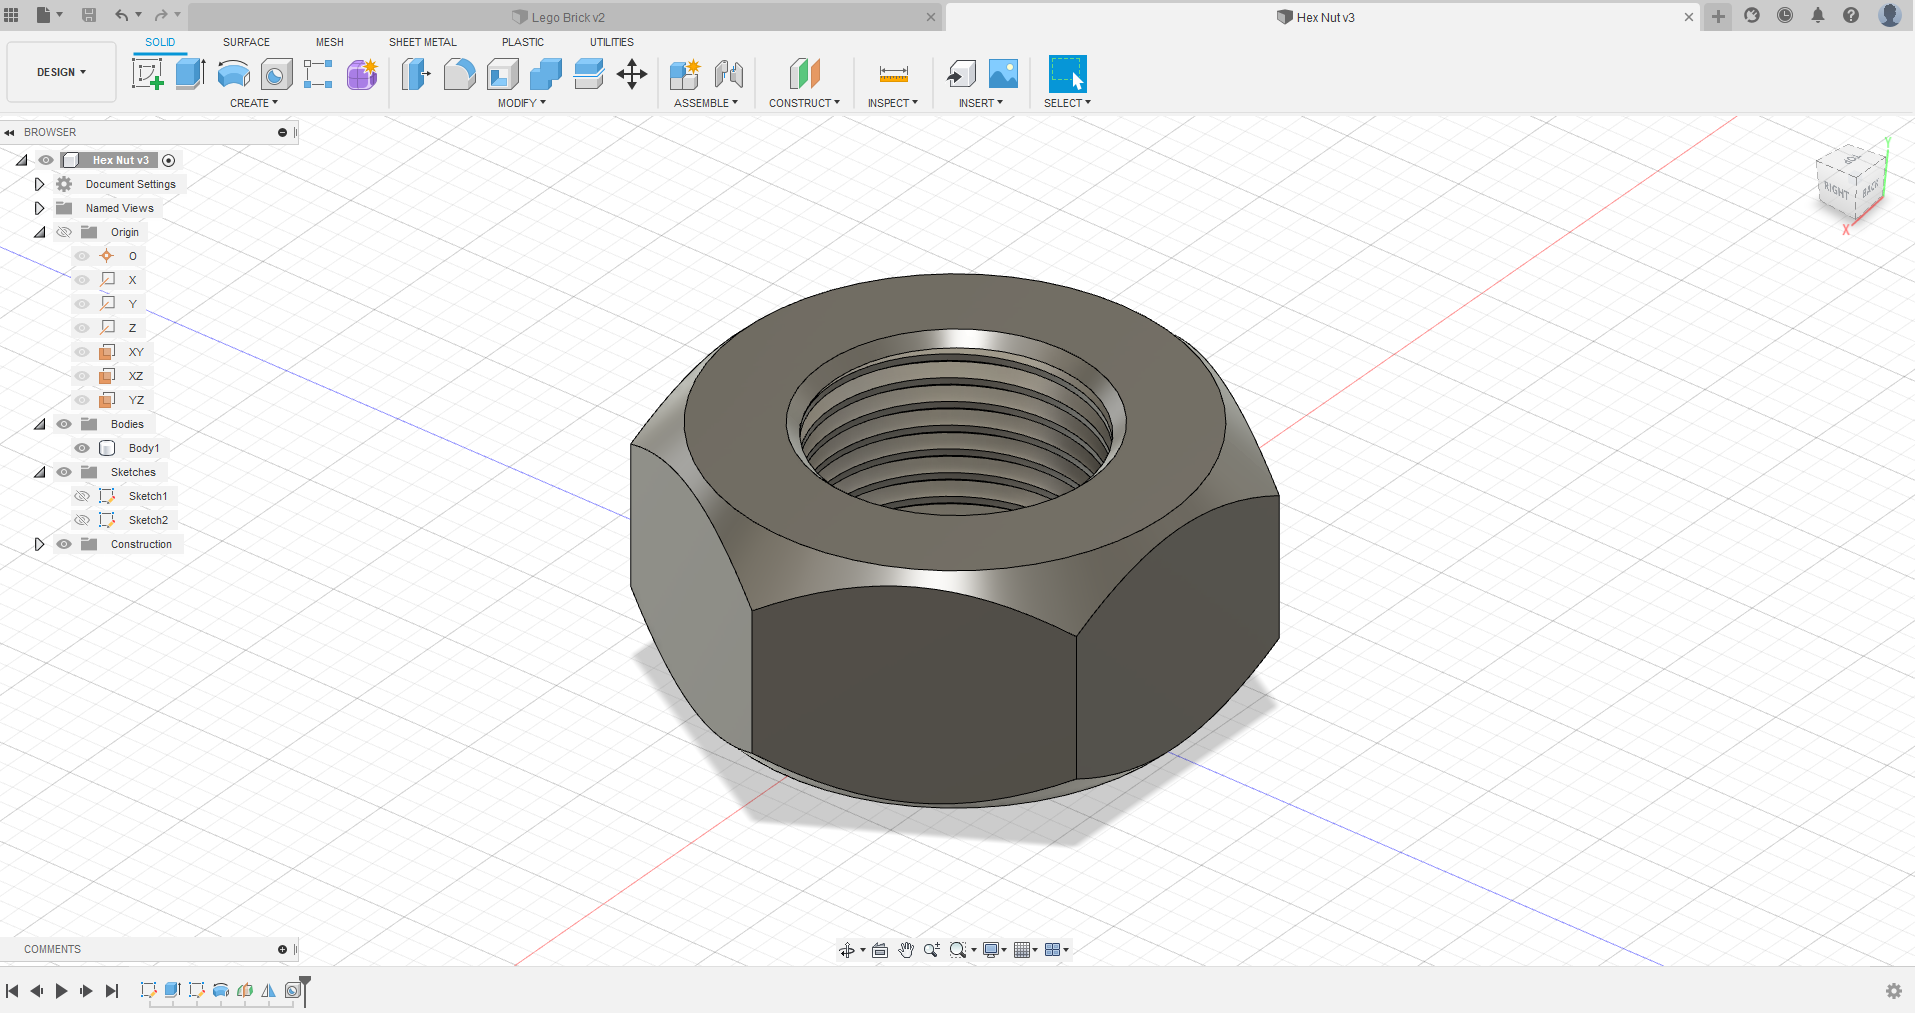 Lego Brick v2
Hex Nut v3
DESIGN
SOLID SURFACE MESH SHEET METAL PLASTIC UTILITIES
CREATE MODIFY ASSEMBLE CONSTRUCT INSPECT INSERT SELECT
BROWSER
Hex Nut v3
Document Settings
Named Views
Origin
O
X
Y
Z
XY
XZ
YZ
Bodies
Body1
Sketches
Sketch1
Sketch2
Construction
Y
TOP
RIGHT
BACK
X
COMMENTS